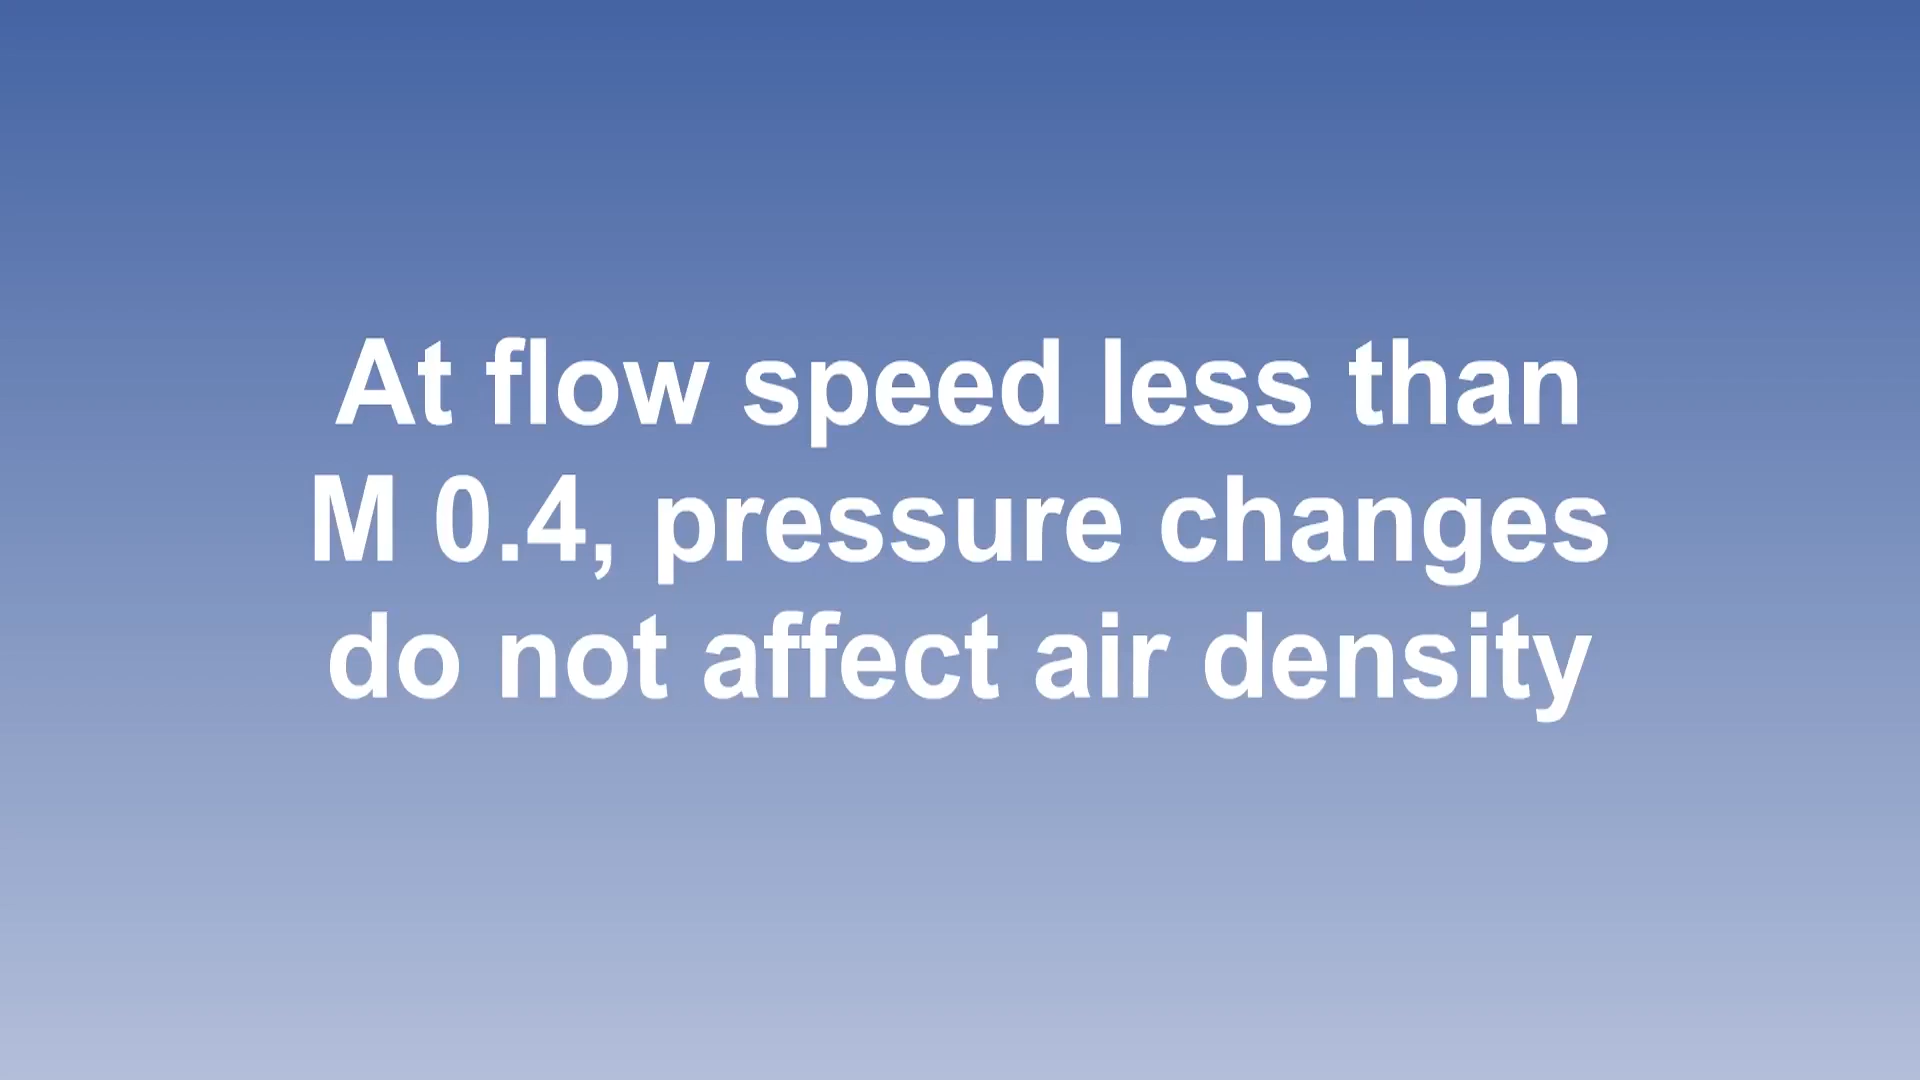 At flow speed less than
M 0.4, pressure changes
do not affect air density